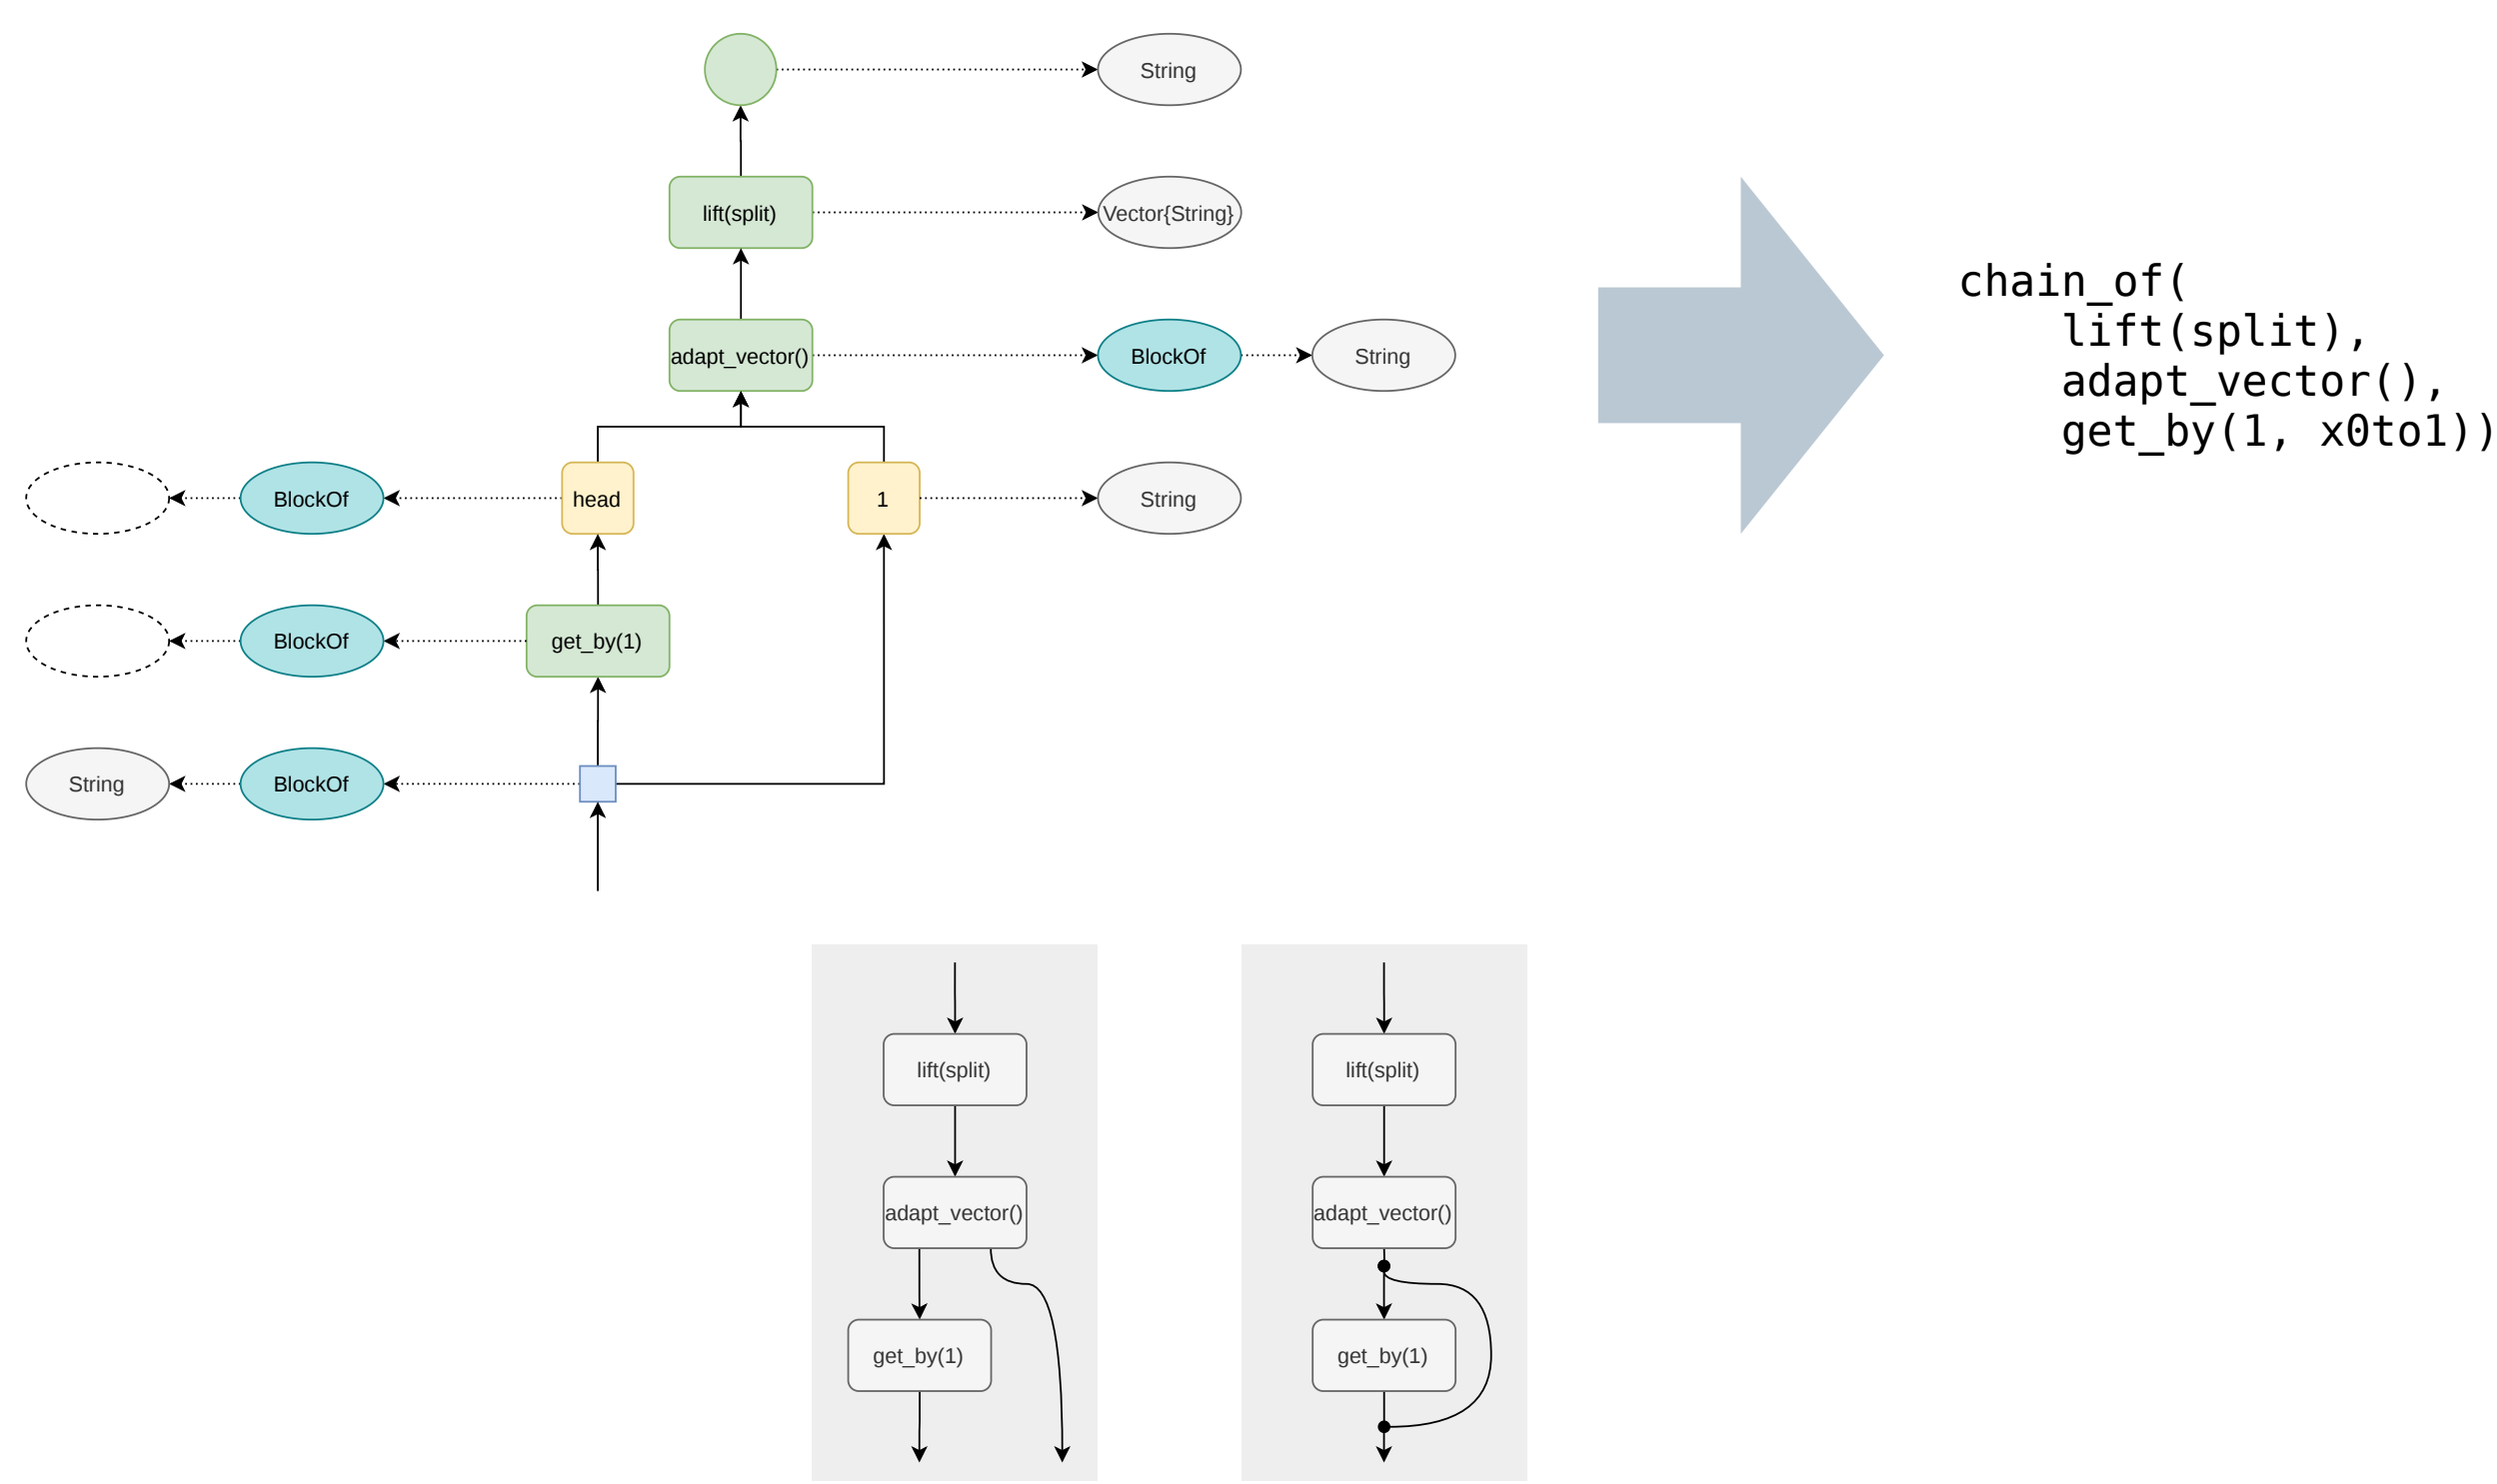 String
lift(split)
Vector{String}
adapt_vector()
BlockOf
String
BlockOf
head
1
String
BlockOf
get_by(1)
String
BlockOf
chain_of(
    lift(split),
    adapt_vector(),
    get_by(1, x0to1))
lift(split)
adapt_vector()
get_by(1)
lift(split)
adapt_vector()
get_by(1)